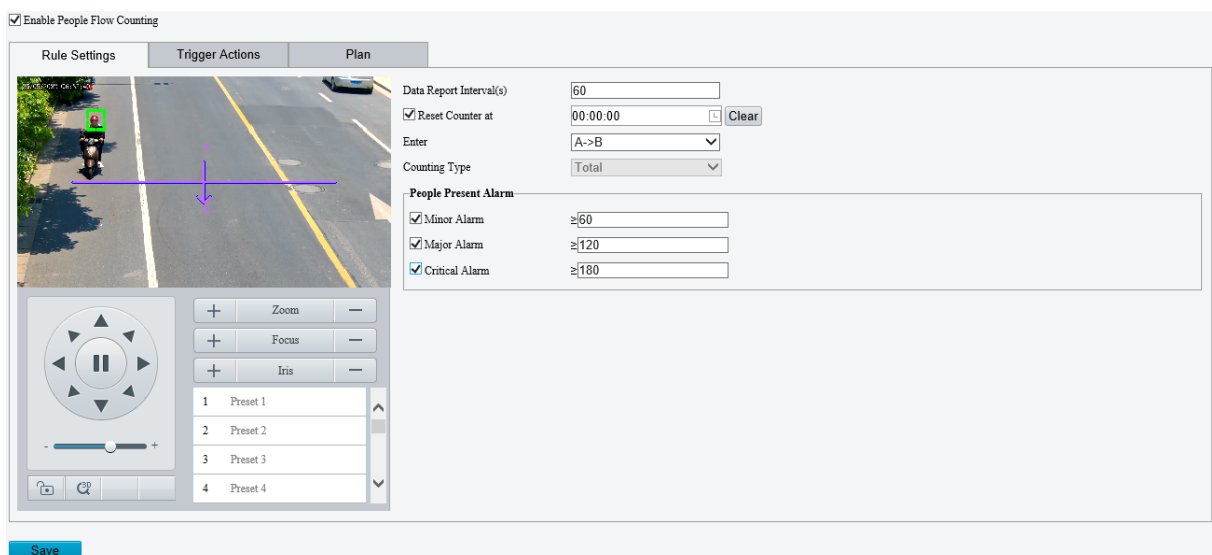 Enable People Flow Counting
Rule Settings Trigger Actions Plan
Data Report Interval(s) 60
Reset Counter at 00:00:00 Clear
Enter A->B
Counting Type Total
People Present Alarm
Minor Alarm ≥60
Major Alarm ≥120
Critical Alarm ≥180
+ Zoom −
+ Focus −
+ Iris −
1 Preset 1
2 Preset 2
3 Preset 3
4 Preset 4
- +
3D
Save